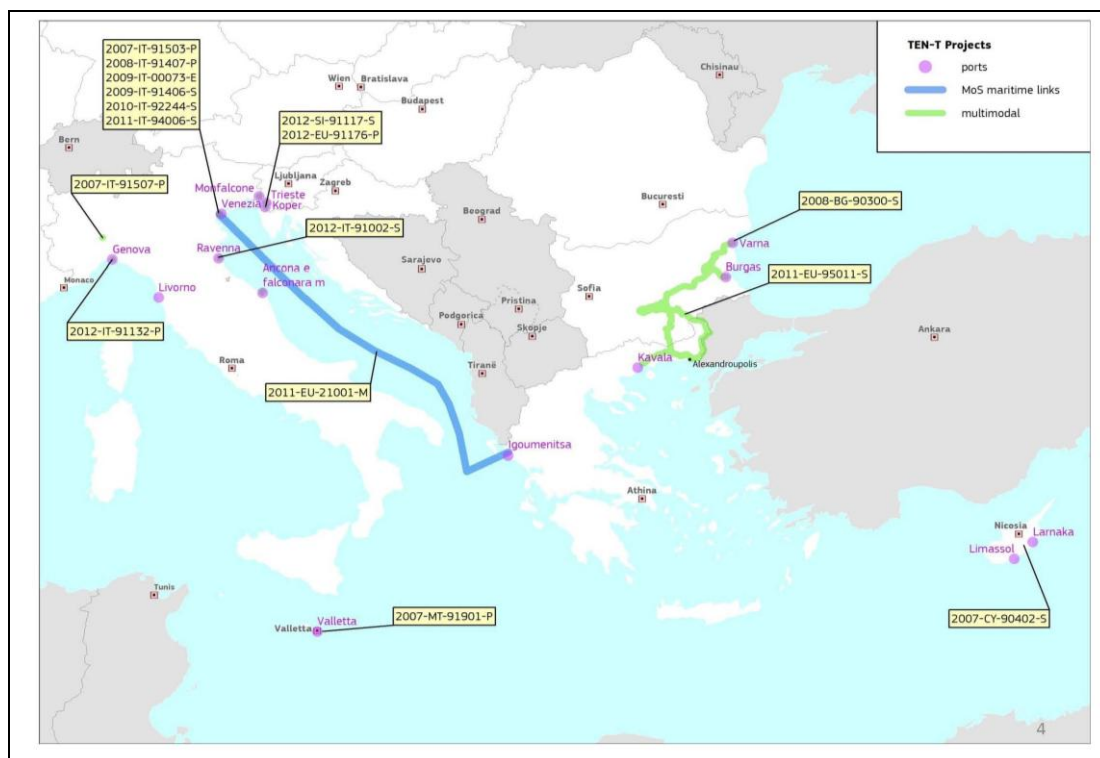 2007-IT-91503-P
2008-IT-91407-P
2009-IT-00073-E
2009-IT-91406-S
2010-IT-92244-S
2011-IT-94006-S
TEN-T Projects
ports
MoS maritime links
multimodal
Chisinau
Wien
Bratislava
Budapest
2012-SI-91117-S
2012-EU-91176-P
Bern
2007-IT-91507-P
Ljubljana
Zagreb
Monfalcone
Trieste
Venezia
Koper
Bucuresti
2008-BG-90300-S
Beograd
2012-IT-91002-S
Varna
Ravenna
Genova
Sarajevo
Ancona e
falconara m
Burgas
2011-EU-95011-S
Monaco
Livorno
Sofia
Pristina
Podgorica
Skopje
2012-IT-91132-P
Ankara
Roma
Tiranë
Kavala
Alexandroupolis
2011-EU-21001-M
Igoumenitsa
Athina
Nicosia
Larnaka
Limassol
Tunis
2007-MT-91901-P
Valletta
Valletta
2007-CY-90402-S
4